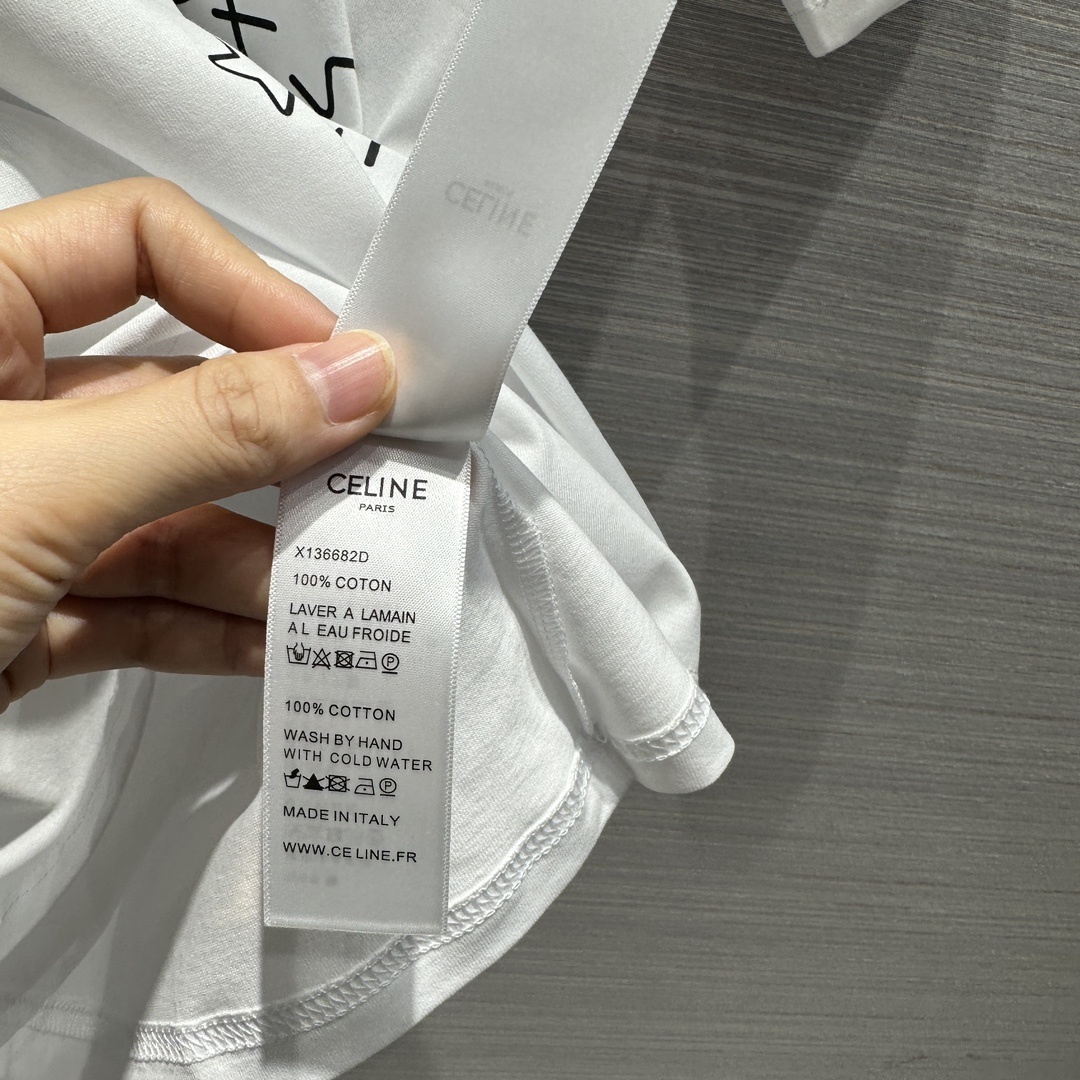 CELINE
CELINE
PARIS
X136682D
100% COTON
LAVER A LAMAIN
A L EAU FROIDE
100% COTTON
WASH BY HAND
WITH COLD WATER
MADE IN ITALY
WWW.CE LINE.FR